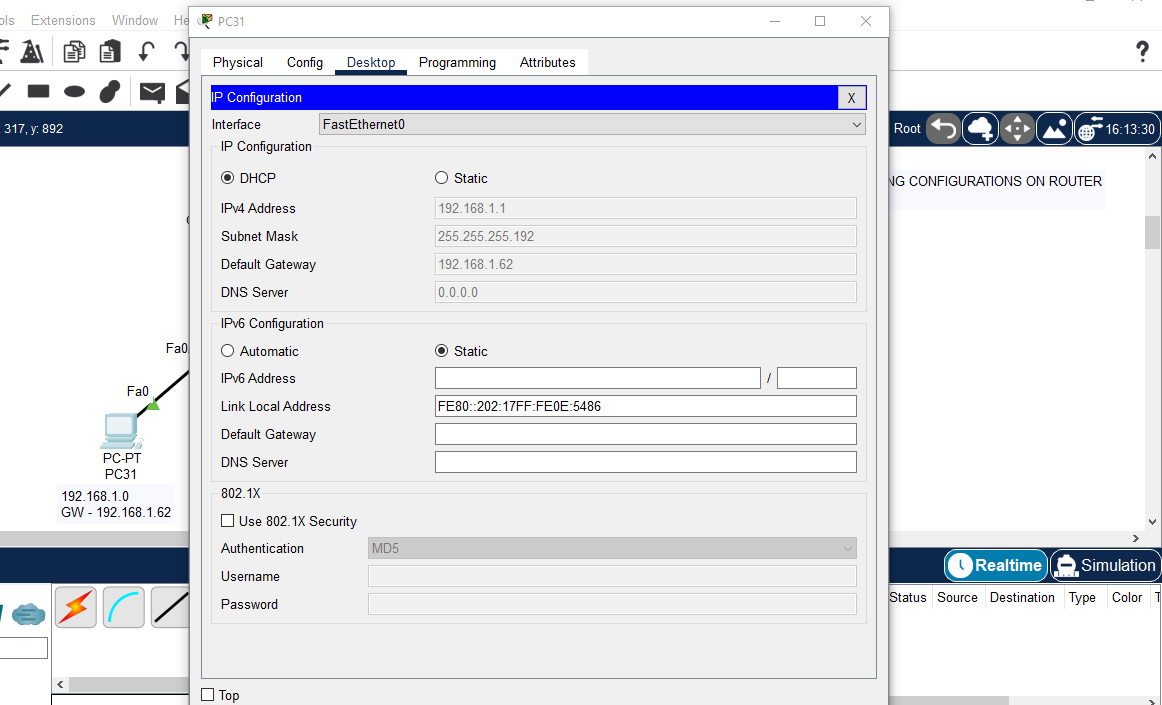 ols Extensions Window He
PC31
Physical Config Desktop Programming Attributes
IP Configuration X
Interface FastEthernet0
IP Configuration
DHCP Static
IPv4 Address 192.168.1.1
Subnet Mask 255.255.255.192
Default Gateway 192.168.1.62
DNS Server 0.0.0.0
IPv6 Configuration
Automatic Static
IPv6 Address /
Link Local Address FE80::202:17FF:FE0E:5486
Default Gateway
DNS Server
802.1X
Use 802.1X Security
Authentication MD5
Username
Password
Top
?
: 317, y: 892
Root 16:13:30
NG CONFIGURATIONS ON ROUTER
Fa0
Fa0
PC-PT
PC31
192.168.1.0
GW - 192.168.1.62
Realtime Simulation
Status Source Destination Type Color T